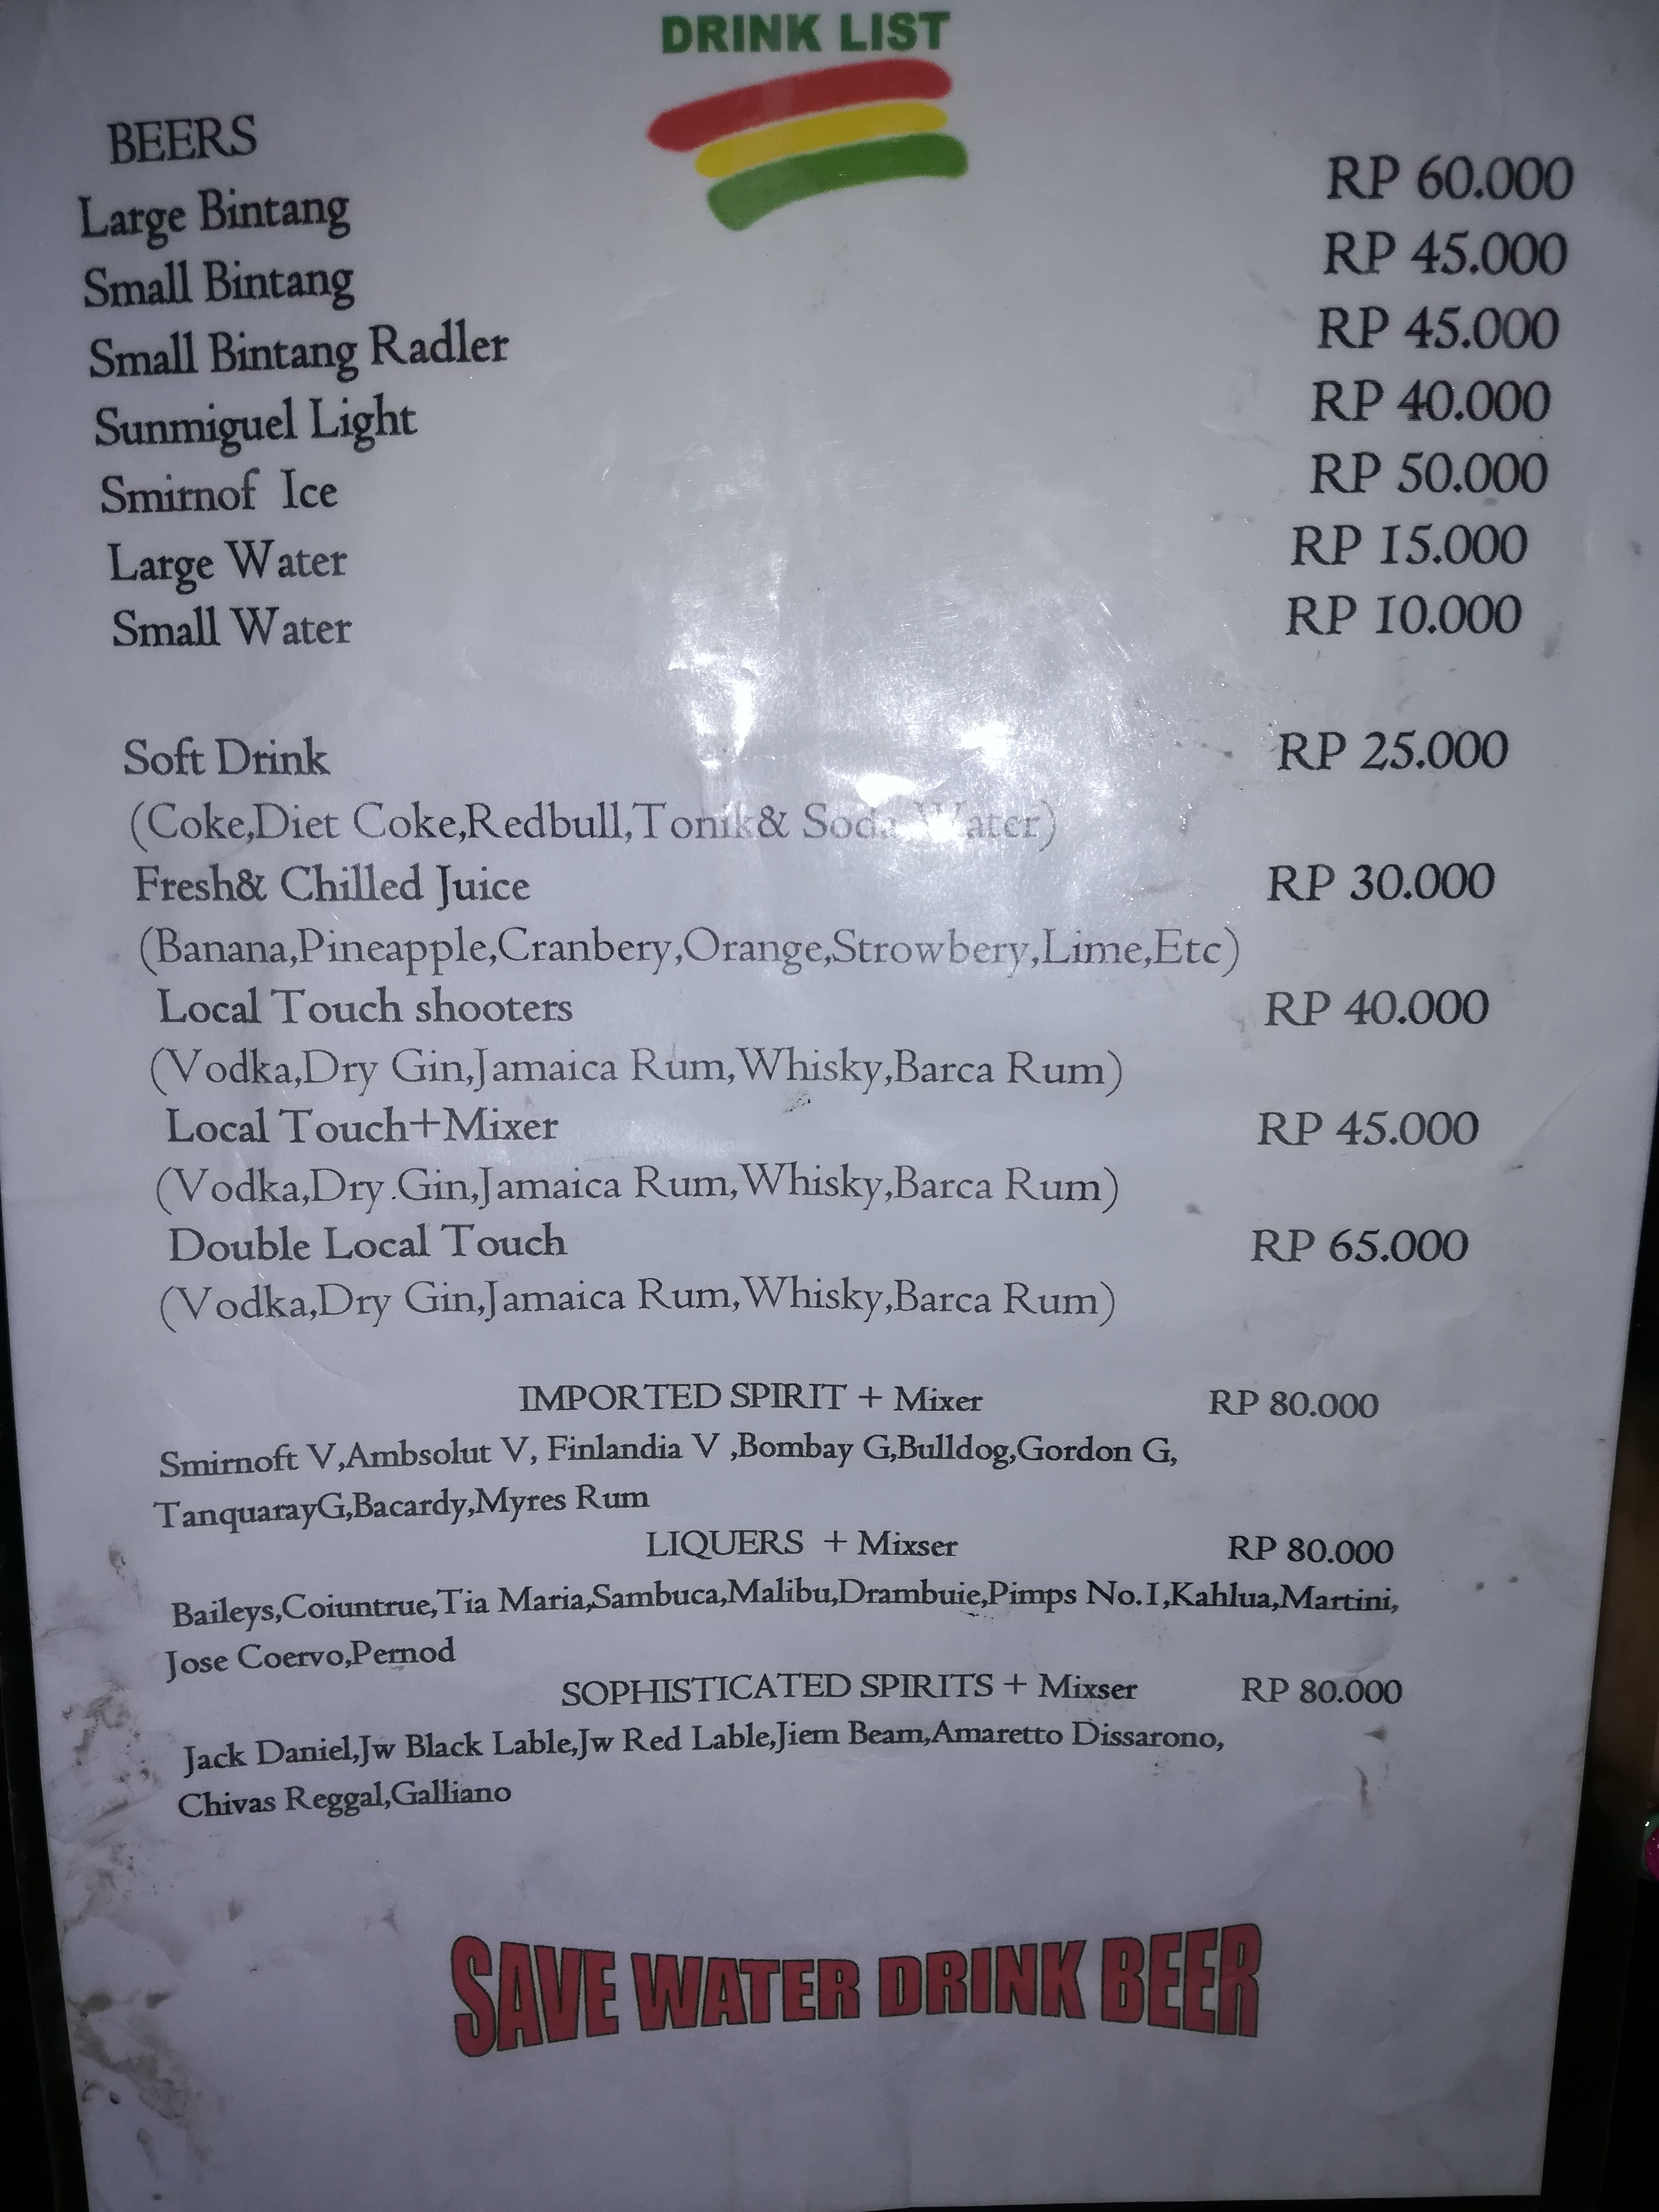 DRINK LIST
BEERS
Large Bintang RP 60.000
Small Bintang RP 45.000
Small Bintang Radler RP 45.000
Sunmiguel Light RP 40.000
Smirnof Ice RP 50.000
Large Water RP 15.000
Small Water RP 10.000
Soft Drink RP 25.000
(Coke,Diet Coke,Redbull,Tonik& Soda Water)
Fresh& Chilled Juice RP 30.000
(Banana,Pineapple,Cranbery,Orange,Strowbery,Lime,Etc)
Local Touch shooters RP 40.000
(Vodka,Dry Gin,Jamaica Rum,Whisky,Barca Rum)
Local Touch+Mixer RP 45.000
(Vodka,Dry.Gin,Jamaica Rum,Whisky,Barca Rum)
Double Local Touch RP 65.000
(Vodka,Dry Gin,Jamaica Rum,Whisky,Barca Rum)
IMPORTED SPIRIT + Mixer RP 80.000
Smirnoft V,Ambsolut V, Finlandia V ,Bombay G,Bulldog,Gordon G,
TanquarayG,Bacardy,Myres Rum
LIQUERS + Mixser RP 80.000
Baileys,Coiuntrue,Tia Maria,Sambuca,Malibu,Drambuie,Pimps No.1,Kahlua,Martini,
Jose Coervo,Pernod
SOPHISTICATED SPIRITS + Mixser RP 80.000
Jack Daniel,Jw Black Lable,Jw Red Lable,Jiem Beam,Amaretto Dissarono,
Chivas Reggal,Galliano
SAVE WATER DRINK BEER